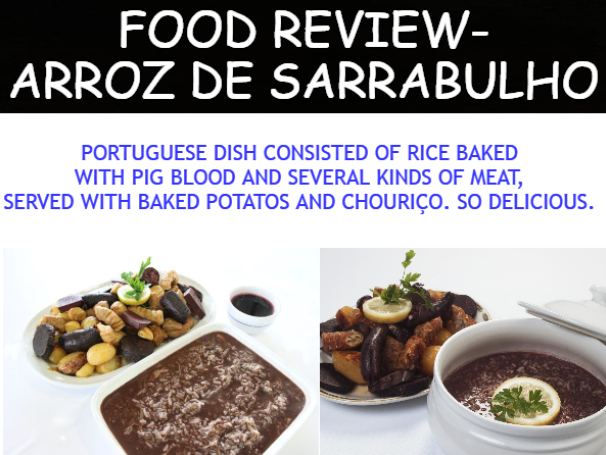 FOOD REVIEW-
ARROZ DE SARRABULHO
PORTUGUESE DISH CONSISTED OF RICE BAKED
WITH PIG BLOOD AND SEVERAL KINDS OF MEAT,
SERVED WITH BAKED POTATOS AND CHOURIÇO. SO DELICIOUS.